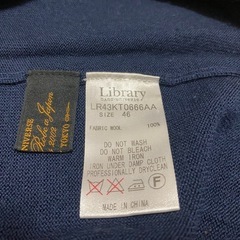 Library
LR43KT0666AA
SIZE 46
FABRIC WOOL 100%
DO NOT WASH
DO NOT BLEACH
WARM IRON
IRON UNDER DAMP CLOTH
PROFESSIONALLY DRYCLEAN
MADE IN CHINA
TOKYO